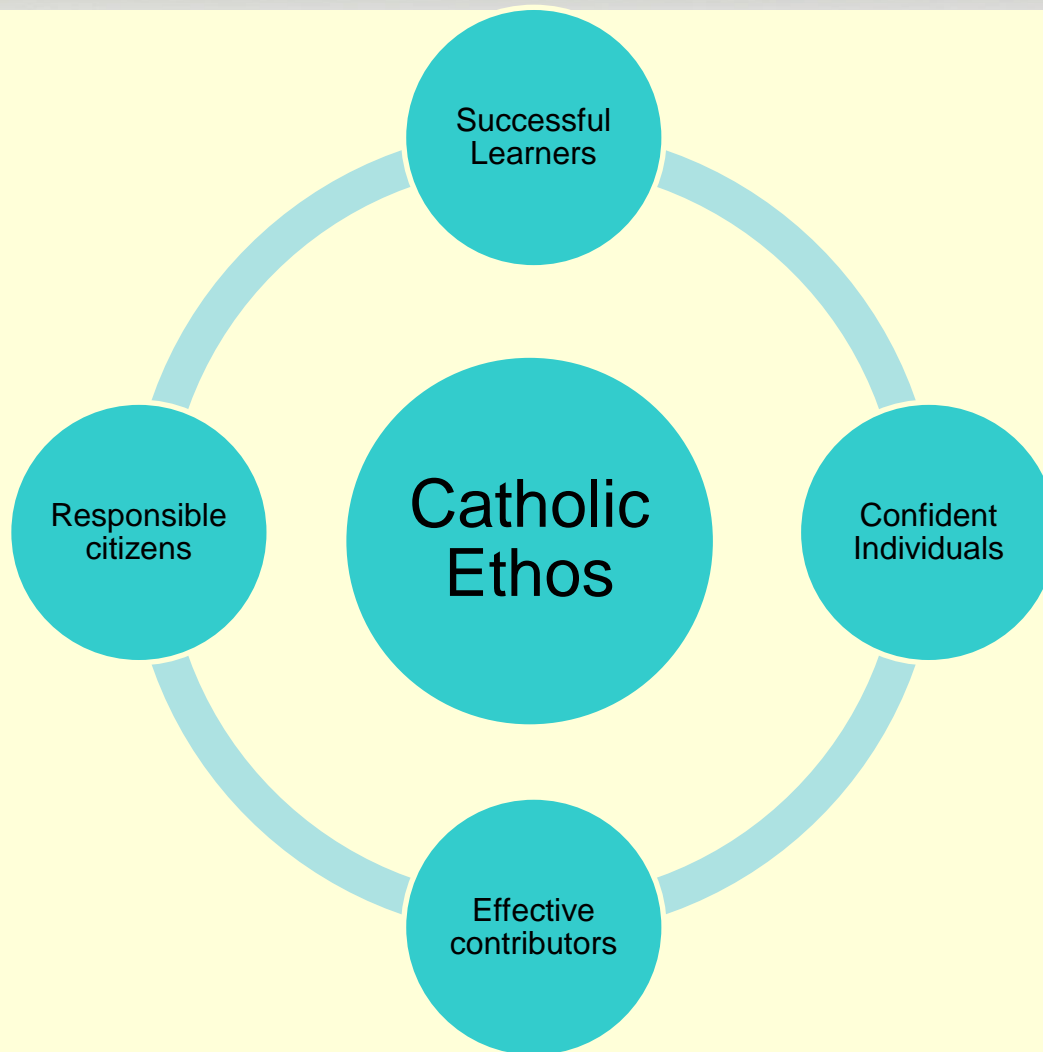 Successful
Learners
Responsible
citizens
Catholic
Ethos
Confident
Individuals
Effective
contributors